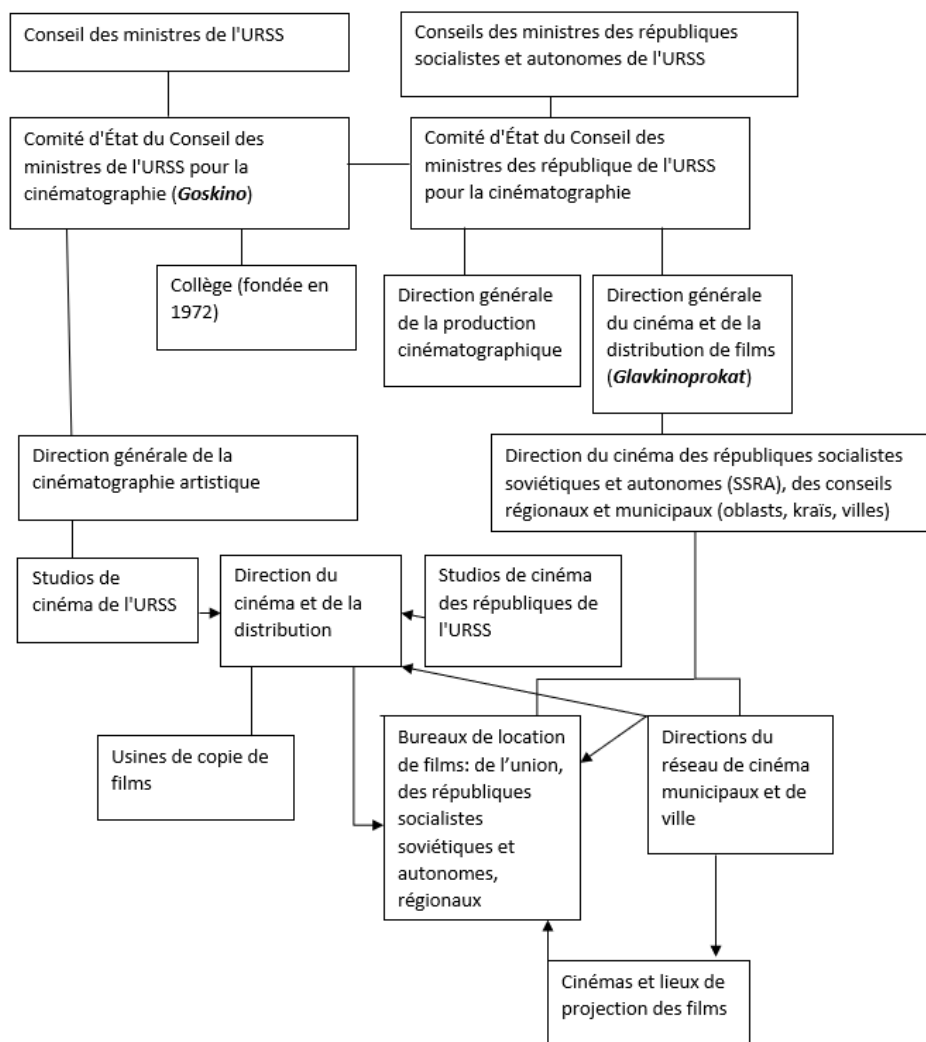 Conseil des ministres de l'URSS
Conseils des ministres des républiques
socialistes et autonomes de l'URSS
Comité d'État du Conseil des
ministres de l'URSS pour la
cinématographie (Goskino)
Comité d'État du Conseil des
ministres des république de l'URSS
pour la cinématographie
Collège (fondée en
1972)
Direction générale
de la production
cinématographique
Direction générale
du cinéma et de la
distribution de films
(Glavkinoprokat)
Direction générale de la
cinématographie artistique
Direction du cinéma des républiques socialistes
soviétiques et autonomes (SSRA), des conseils
régionaux et municipaux (oblasts, kraïs, villes)
Studios de
cinéma de l'URSS
Direction du
cinéma et de la
distribution
Studios de cinéma
des républiques de
l'URSS
Usines de copie de
films
Bureaux de location
de films: de l’union,
des républiques
socialistes
soviétiques et
autonomes,
régionaux
Directions du
réseau de cinéma
municipaux et de
ville
Cinémas et lieux de
projection des films